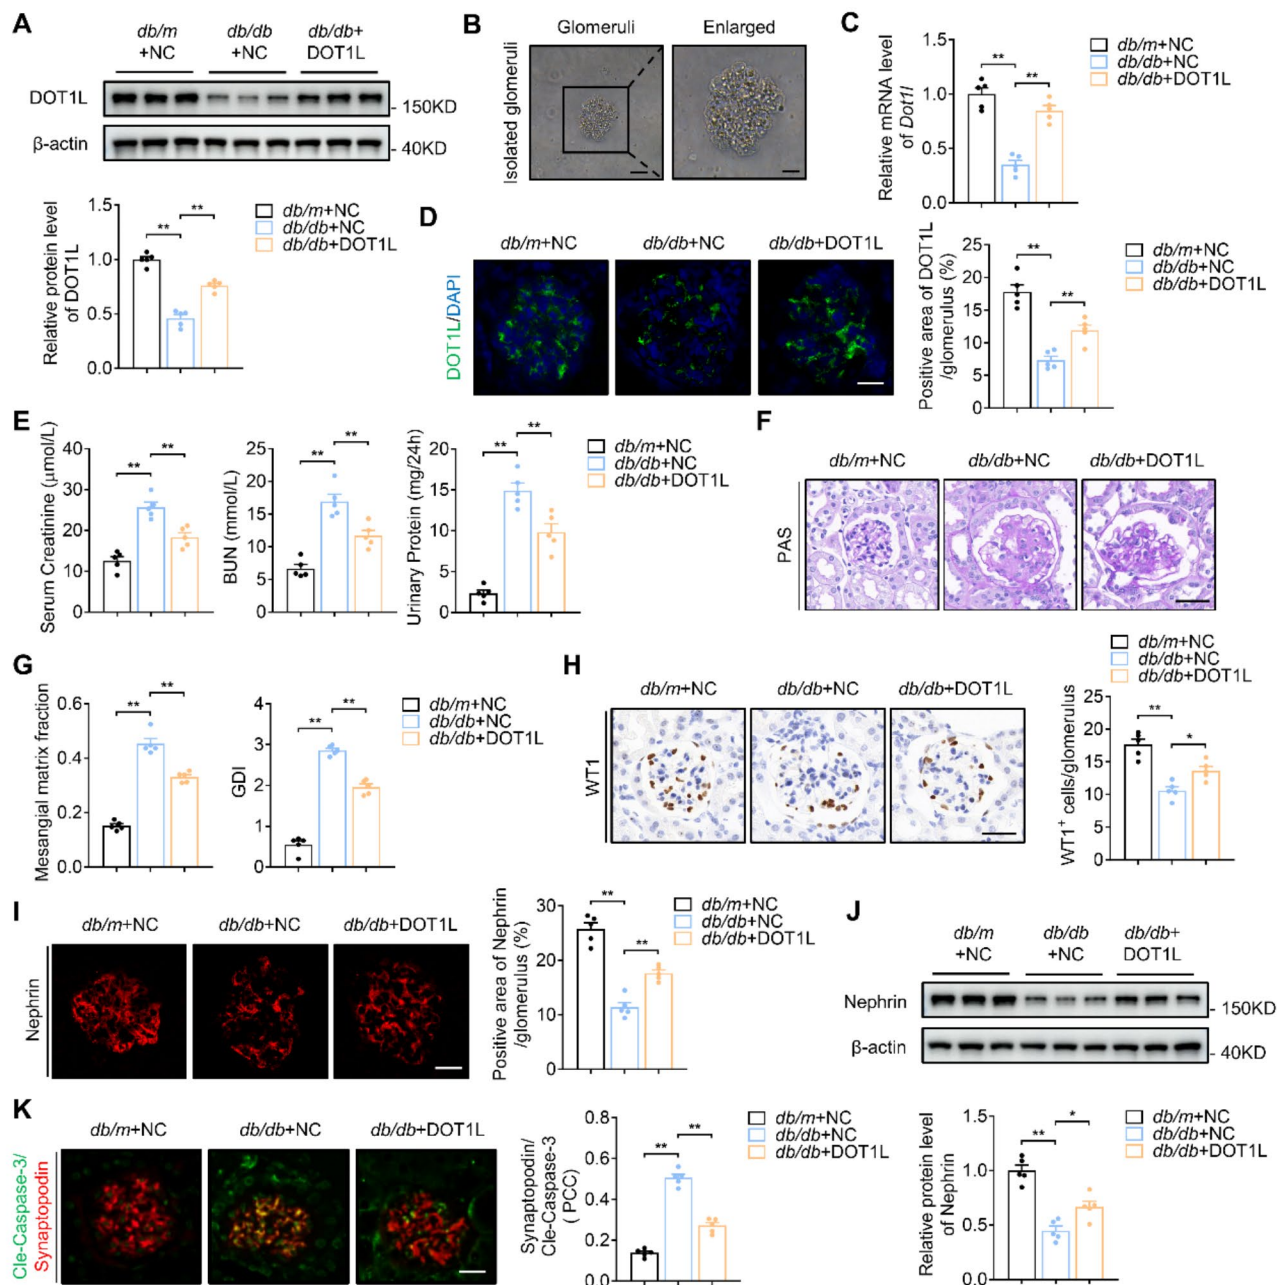 A
db/m
+NC
db/db
+NC
db/db+
DOT1L
DOT1L
- 150KD
β-actin
- 40KD
Relative protein level
of DOT1L
1.5
1.0
0.5
0.0
**
**
db/m+NC
db/db+NC
db/db+DOT1L
B
Glomeruli
Enlarged
Isolated glomeruli
C
Relative mRNA level
of Dot1l
1.5
1.0
0.5
0.0
**
**
db/m+NC
db/db+NC
db/db+DOT1L
D
db/m+NC
db/db+NC
db/db+DOT1L
DOT1L/DAPI
Positive area of DOT1L
/glomerulus (%)
25
20
15
10
5
0
**
**
db/m+NC
db/db+NC
db/db+DOT1L
E
Serum Creatinine (μmol/L)
40
30
20
10
0
**
**
BUN (mmol/L)
25
20
15
10
5
0
**
**
Urinary Protein (mg/24h)
20
15
10
5
0
**
**
db/m+NC
db/db+NC
db/db+DOT1L
F
db/m+NC
db/db+NC
db/db+DOT1L
PAS
G
Mesangial matrix fraction
0.6
0.4
0.2
0.0
**
**
GDI
4
3
2
1
0
**
**
db/m+NC
db/db+NC
db/db+DOT1L
H
db/m+NC
db/db+NC
db/db+DOT1L
WT1
db/m+NC
db/db+NC
db/db+DOT1L
WT1+ cells/glomerulus
25
20
15
10
5
0
**
*
I
db/m+NC
db/db+NC
db/db+DOT1L
Nephrin
Positive area of Nephrin
/glomerulus (%)
30
20
10
0
**
**
db/m+NC
db/db+NC
db/db+DOT1L
J
db/m
+NC
db/db
+NC
db/db+
DOT1L
Nephrin
- 150KD
β-actin
- 40KD
Relative protein level
of Nephrin
1.5
1.0
0.5
0.0
**
*
db/m+NC
db/db+NC
db/db+DOT1L
K
db/m+NC
db/db+NC
db/db+DOT1L
Cle-Caspase-3/
Synaptopodin
Synaptopodin/
Cle-Caspase-3
( PCC)
0.8
0.6
0.4
0.2
0.0
**
**
db/m+NC
db/db+NC
db/db+DOT1L